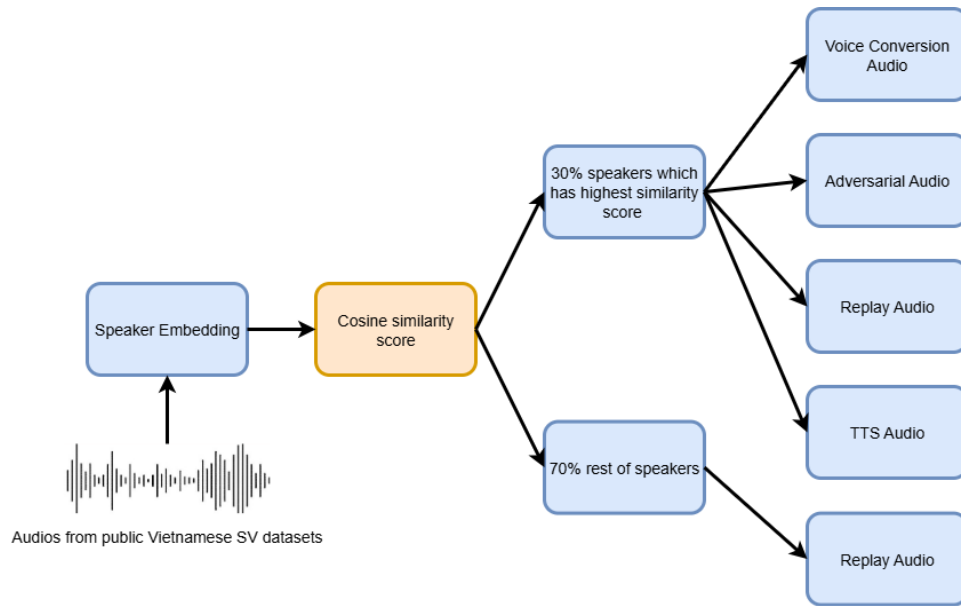 Voice Conversion
Audio
30% speakers which
has highest similarity
score
Adversarial Audio
Replay Audio
Speaker Embedding
Cosine similarity
score
TTS Audio
70% rest of speakers
Audios from public Vietnamese SV datasets
Replay Audio